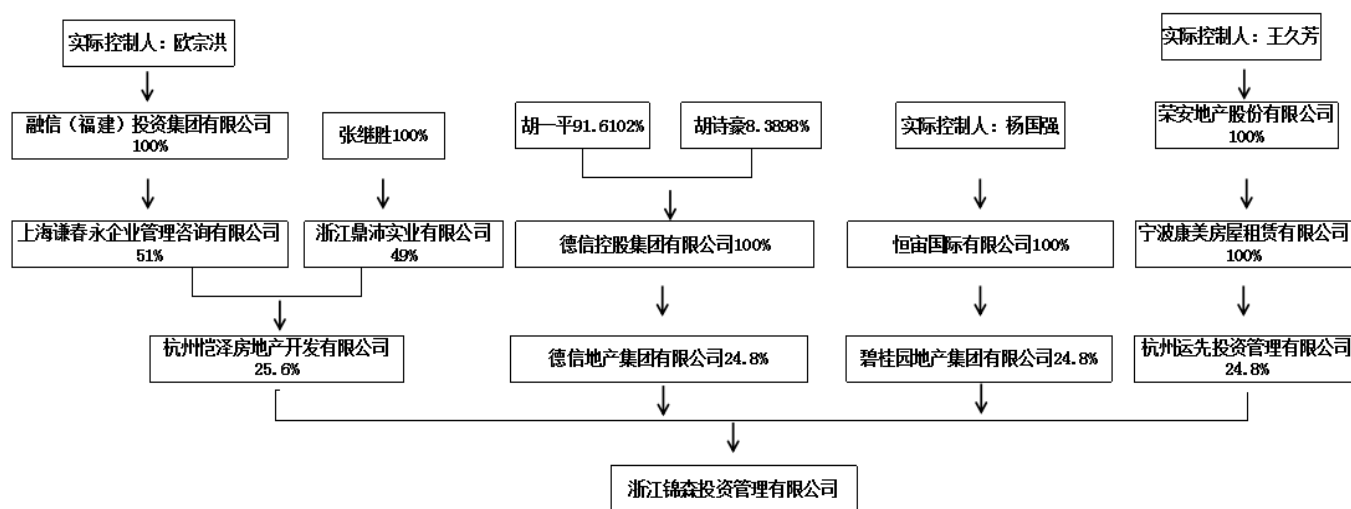 实际控制人：欧宗洪
实际控制人：王久芳
融信（福建）投资集团有限公司
100%
张继胜100%
胡一平91.6102%
胡诗豪8.3898%
实际控制人：杨国强
荣安地产股份有限公司
100%
上海谦春永企业管理咨询有限公司
51%
浙江鼎沛实业有限公司
49%
德信控股集团有限公司100%
恒宙国际有限公司100%
宁波康美房屋租赁有限公司
100%
杭州恺泽房地产开发有限公司
25.6%
德信地产集团有限公司24.8%
碧桂园地产集团有限公司24.8%
杭州运先投资管理有限公司
24.8%
浙江锦森投资管理有限公司